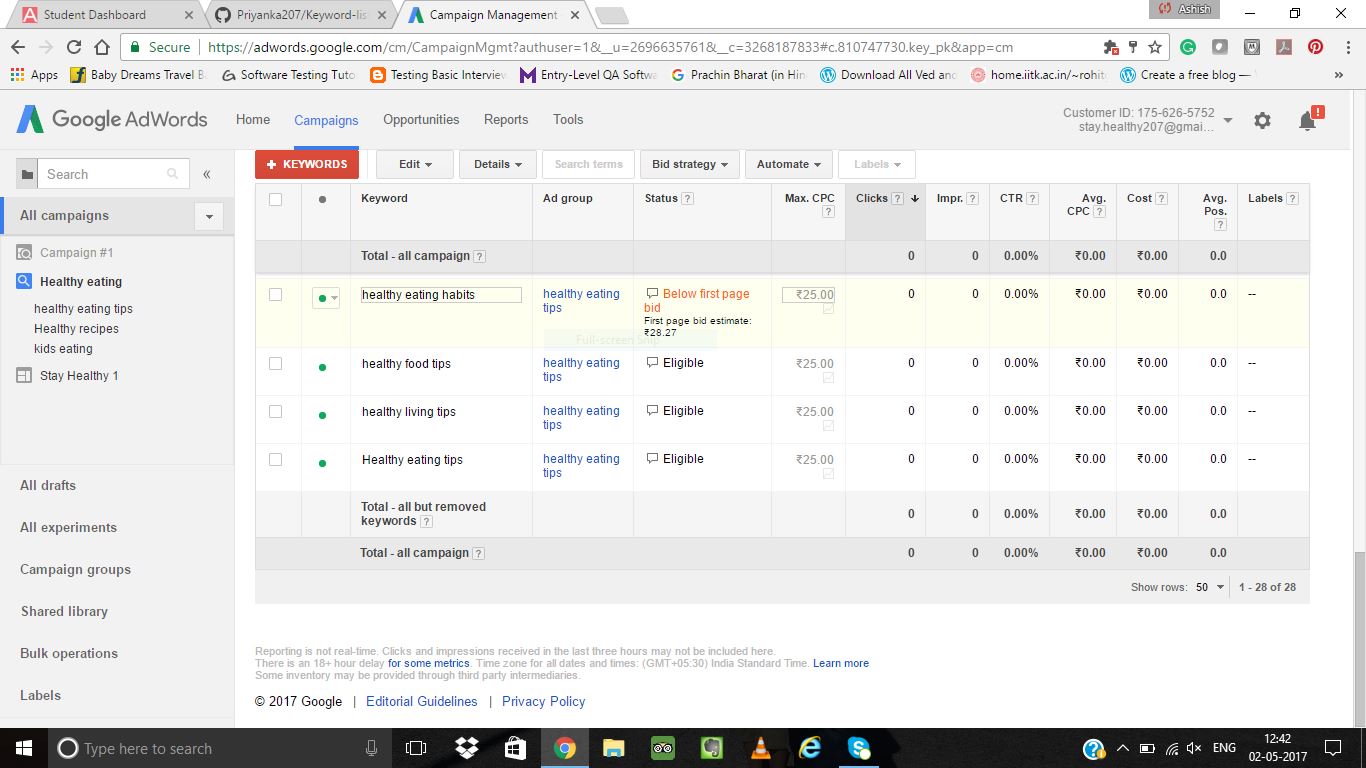 Student Dashboard
Priyanka207/Keyword-lis
Campaign Management
Ashish
Secure https://adwords.google.com/cm/CampaignMgmt?authuser=1&__u=2696635761&__c=3268187833#c.810747730.key_pk&app=cm
Apps Baby Dreams Travel B Software Testing Tuto Testing Basic Interview Entry-Level QA Softwa Prachin Bharat (in Hin Download All Ved and home.iitk.ac.in/~rohit Create a free blog — »
Google AdWords
Home Campaigns Opportunities Reports Tools
Customer ID: 175-626-5752
stay.healthy207@gmai...
!
Search «
All campaigns
Campaign #1
Healthy eating
healthy eating tips
Healthy recipes
kids eating
Stay Healthy 1
All drafts
All experiments
Campaign groups
Shared library
Bulk operations
Labels
+ KEYWORDS Edit Details Search terms Bid strategy Automate Labels
Keyword Ad group Status ? Max. CPC ? Clicks ? Impr. ? CTR ? Avg. CPC ? Cost ? Avg. Pos. ? Labels ?
Total - all campaign ? 0 0 0.00% ₹0.00 ₹0.00 0.0
healthy eating habits healthy eating tips Below first page bid ₹25.00 0 0 0.00% ₹0.00 ₹0.00 0.0 --
First page bid estimate:
₹28.27
Full-screen Snip
healthy food tips healthy eating tips Eligible ₹25.00 0 0 0.00% ₹0.00 ₹0.00 0.0 --
healthy living tips healthy eating tips Eligible ₹25.00 0 0 0.00% ₹0.00 ₹0.00 0.0 --
Healthy eating tips healthy eating tips Eligible ₹25.00 0 0 0.00% ₹0.00 ₹0.00 0.0 --
Total - all but removed keywords ? 0 0 0.00% ₹0.00 ₹0.00 0.0
Total - all campaign ? 0 0 0.00% ₹0.00 ₹0.00 0.0
Show rows: 50 1 - 28 of 28
Reporting is not real-time. Clicks and impressions received in the last three hours may not be included here.
There is an 18+ hour delay for some metrics. Time zone for all dates and times: (GMT+05:30) India Standard Time. Learn more
Some inventory may be provided through third party intermediaries.
© 2017 Google | Editorial Guidelines | Privacy Policy
Type here to search
ENG
12:42
02-05-2017